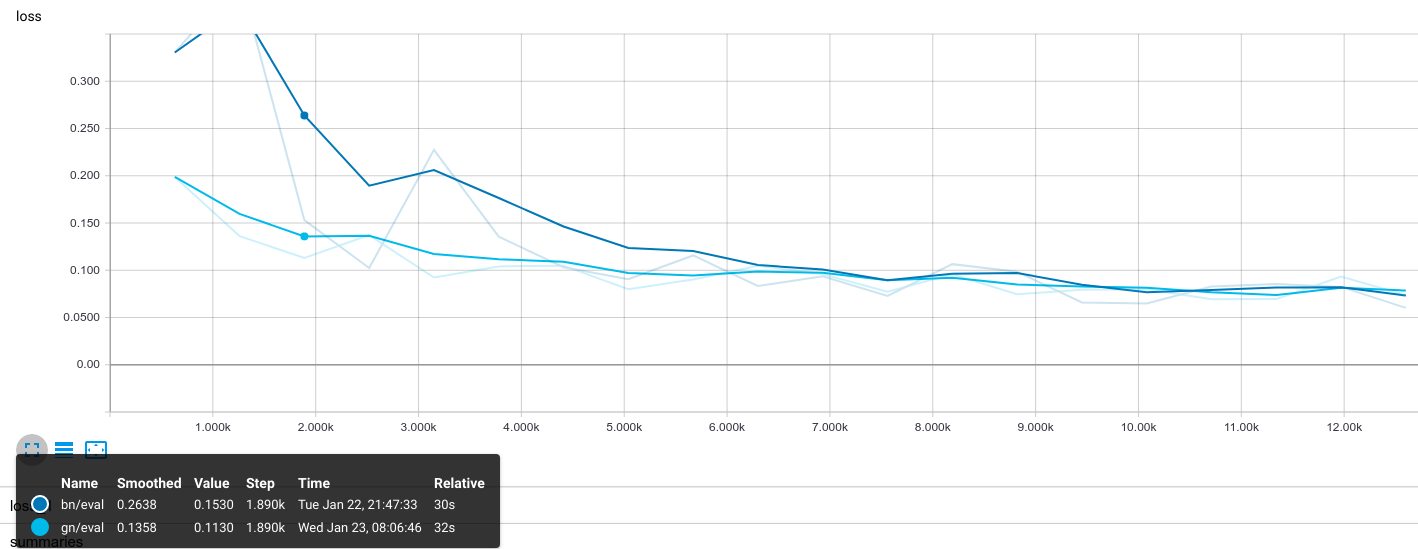 loss
0.300
0.250
0.200
0.150
0.100
0.0500
0.00
1.000k 2.000k 3.000k 4.000k 5.000k 6.000k 7.000k 8.000k 9.000k 10.00k 11.00k 12.00k
Name Smoothed Value Step Time Relative
bn/eval 0.2638 0.1530 1.890k Tue Jan 22, 21:47:33 30s
gn/eval 0.1358 0.1130 1.890k Wed Jan 23, 08:06:46 32s
summaries